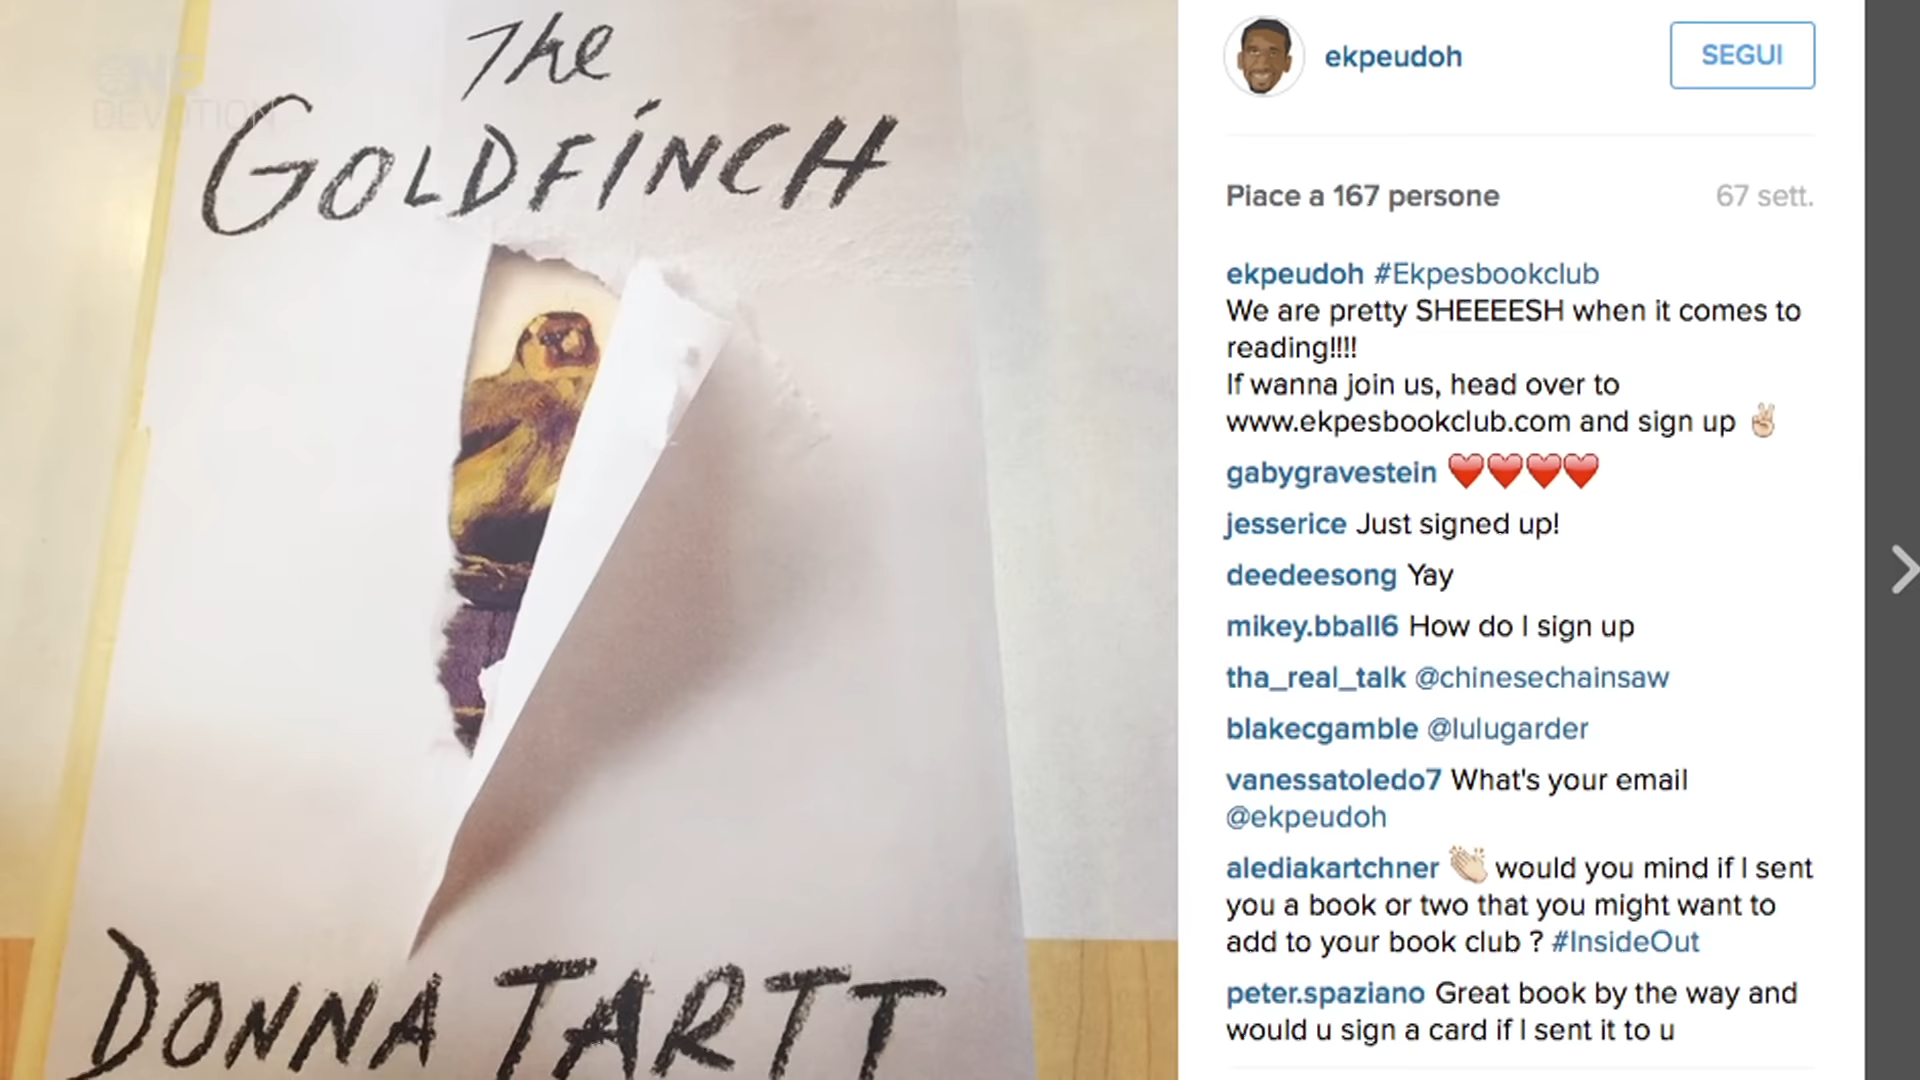 The
GOLDFINCH
ONE
DEVOTION
DONNA TARTT
ekpeudoh
SEGUI
Piace a 167 persone
67 sett.
ekpeudoh #Ekpesbookclub
We are pretty SHEEEESH when it comes to
reading!!!!
If wanna join us, head over to
www.ekpesbookclub.com and sign up ✌🏻
gabygravestein ❤️❤️❤️❤️
jesserice Just signed up!
deedeesong Yay
mikey.bball6 How do I sign up
tha_real_talk @chinesechainsaw
blakecgamble @lulugarder
vanessatoledo7 What's your email
@ekpeudoh
alediakartchner 👏🏻 would you mind if I sent
you a book or two that you might want to
add to your book club ? #InsideOut
peter.spaziano Great book by the way and
would u sign a card if I sent it to u